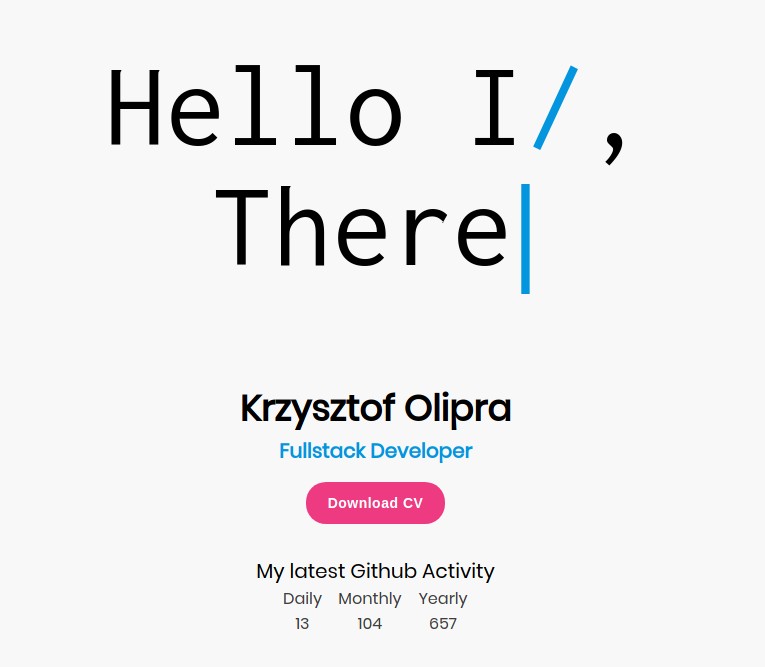 Hello I/,
There|
Krzysztof Olipra
Fullstack Developer
Download CV
My latest Github Activity
Daily Monthly Yearly
13 104 657